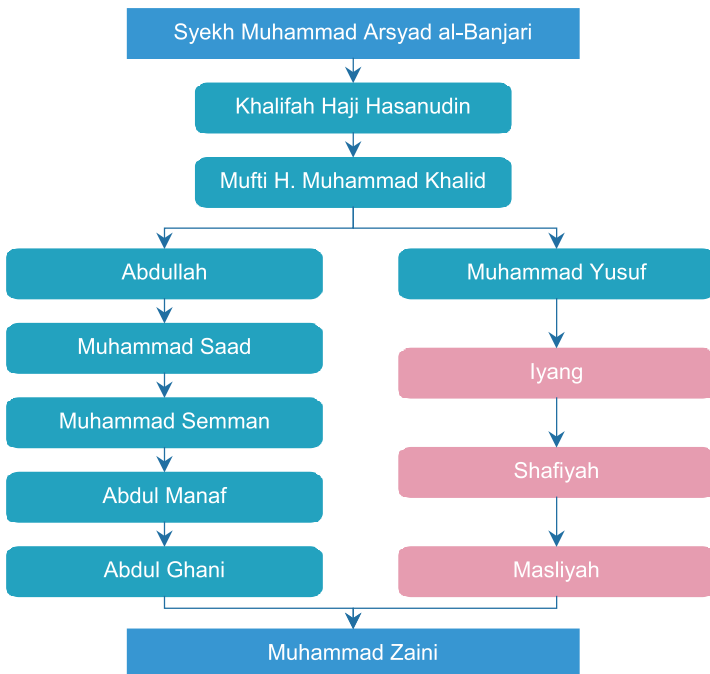 Syekh Muhammad Arsyad al-Banjari
Khalifah Haji Hasanudin
Mufti H. Muhammad Khalid
Abdullah
Muhammad Yusuf
Muhammad Saad
Iyang
Muhammad Semman
Shafiyah
Abdul Manaf
Abdul Ghani
Masliyah
Muhammad Zaini